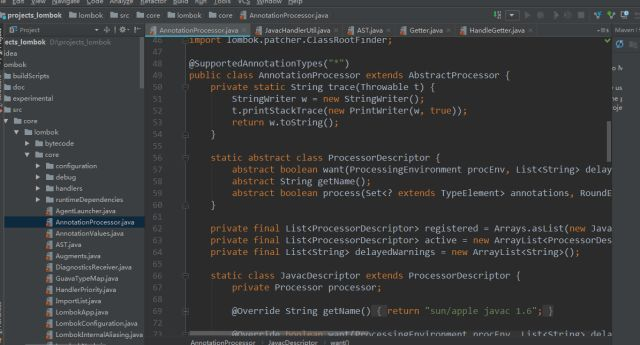 File Edit View Navigate Code Analyze Refactor Build Run Tools VCS Window Help
projects_lombok src core lombok core AnnotationProcessor.java
Project
AnnotationProcessor.java JavacHandlerUtil.java AST.java Getter.java HandleGetter.java
ects_lombok D:\projects_lombok
idea
ombok
buildScripts
doc
experimental
src
core
lombok
bytecode
core
configuration
debug
handlers
runtimeDependencies
AgentLauncher.java
AnnotationProcessor.java
AnnotationValues.java
AST.java
Augments.java
DiagnosticsReceiver.java
GuavaTypeMap.java
HandlerPriority.java
ImportList.java
LombokApp.java
LombokConfiguration.java
LombokInternalAliasing.java
46 import lombok.patcher.ClassRootFinder;
47
48 @SupportedAnnotationTypes("*")
49 public class AnnotationProcessor extends AbstractProcessor {
50 private static String trace(Throwable t) {
51 StringWriter w = new StringWriter();
52 t.printStackTrace(new PrintWriter(w, true));
53 return w.toString();
54 }
55
56 static abstract class ProcessorDescriptor {
57 abstract boolean want(ProcessingEnvironment procEnv, List<String> delay
58 abstract String getName();
59 abstract boolean process(Set<? extends TypeElement> annotations, RoundE
60 }
61
62 private final List<ProcessorDescriptor> registered = Arrays.asList(new Java
63 private final List<ProcessorDescriptor> active = new ArrayList<ProcessorDes
64 private final List<String> delayedWarnings = new ArrayList<String>();
65
66 static class JavacDescriptor extends ProcessorDescriptor {
67 private Processor processor;
68
69 @Override String getName() { return "sun/apple javac 1.6"; }
@Override boolean want(ProcessingEnvironment procEnv, List<String> delayed
AnnotationProcessor JavacDescriptor want()